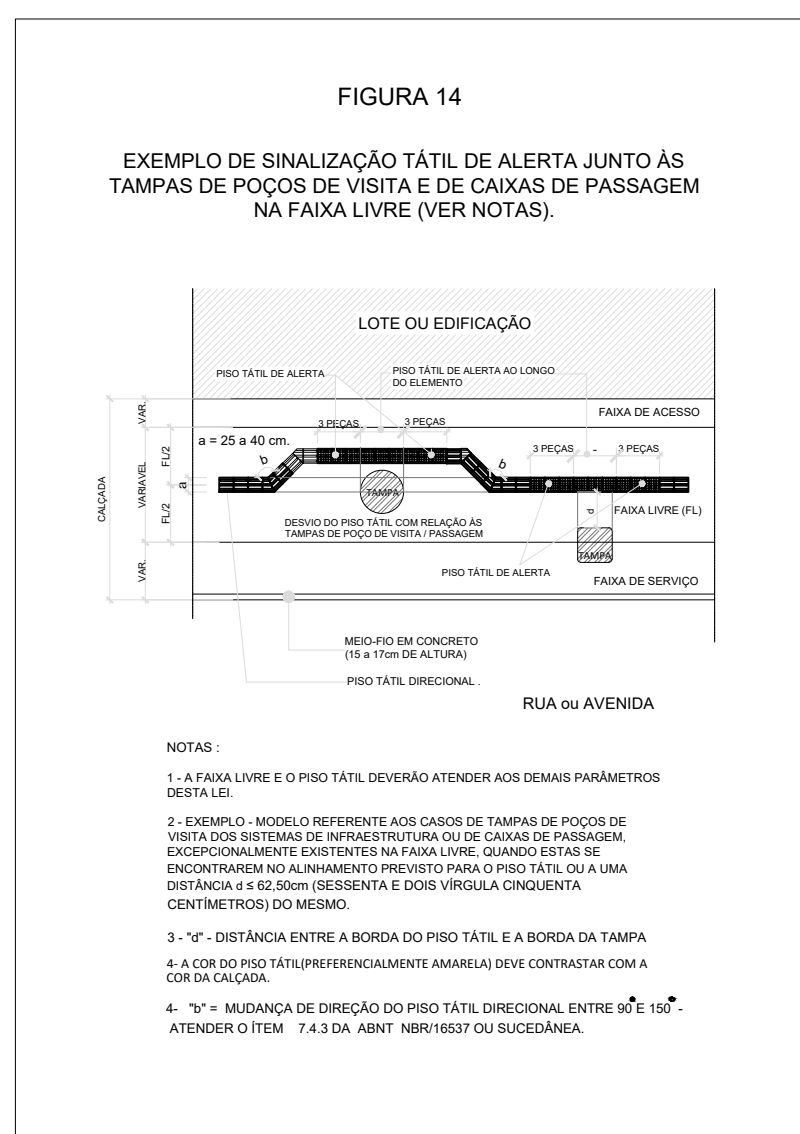 FIGURA 14
EXEMPLO DE SINALIZAÇÃO TÁTIL DE ALERTA JUNTO ÀS
TAMPAS DE POÇOS DE VISITA E DE CAIXAS DE PASSAGEM
NA FAIXA LIVRE (VER NOTAS).
LOTE OU EDIFICAÇÃO
PISO TÁTIL DE ALERTA
PISO TÁTIL DE ALERTA AO LONGO
DO ELEMENTO
FAIXA DE ACESSO
VAR.
3 PEÇAS
3 PEÇAS
a = 25 a 40 cm.
FL/2
b
b
3 PEÇAS
-
3 PEÇAS
CALÇADA
VARIAVEL
a
TAMPA
d
FAIXA LIVRE (FL)
FL/2
DESVIO DO PISO TÁTIL COM RELAÇÃO ÀS
TAMPAS DE POÇO DE VISITA / PASSAGEM
TAMPA
VAR.
PISO TÁTIL DE ALERTA
FAIXA DE SERVIÇO
MEIO-FIO EM CONCRETO
(15 a 17cm DE ALTURA)
PISO TÁTIL DIRECIONAL .
RUA ou AVENIDA
NOTAS :
1 - A FAIXA LIVRE E O PISO TÁTIL DEVERÃO ATENDER AOS DEMAIS PARÂMETROS
DESTA LEI.
2 - EXEMPLO - MODELO REFERENTE AOS CASOS DE TAMPAS DE POÇOS DE
VISITA DOS SISTEMAS DE INFRAESTRUTURA OU DE CAIXAS DE PASSAGEM,
EXCEPCIONALMENTE EXISTENTES NA FAIXA LIVRE, QUANDO ESTAS SE
ENCONTRAREM NO ALINHAMENTO PREVISTO PARA O PISO TÁTIL OU A UMA
DISTÂNCIA d ≤ 62,50cm (SESSENTA E DOIS VÍRGULA CINQUENTA
CENTÍMETROS) DO MESMO.
3 - "d" - DISTÂNCIA ENTRE A BORDA DO PISO TÁTIL E A BORDA DA TAMPA
4- A COR DO PISO TÁTIL(PREFERENCIALMENTE AMARELA) DEVE CONTRASTAR COM A
COR DA CALÇADA.
4- "b" = MUDANÇA DE DIREÇÃO DO PISO TÁTIL DIRECIONAL ENTRE 90° E 150° -
ATENDER O ÍTEM 7.4.3 DA ABNT NBR/16537 OU SUCEDÂNEA.